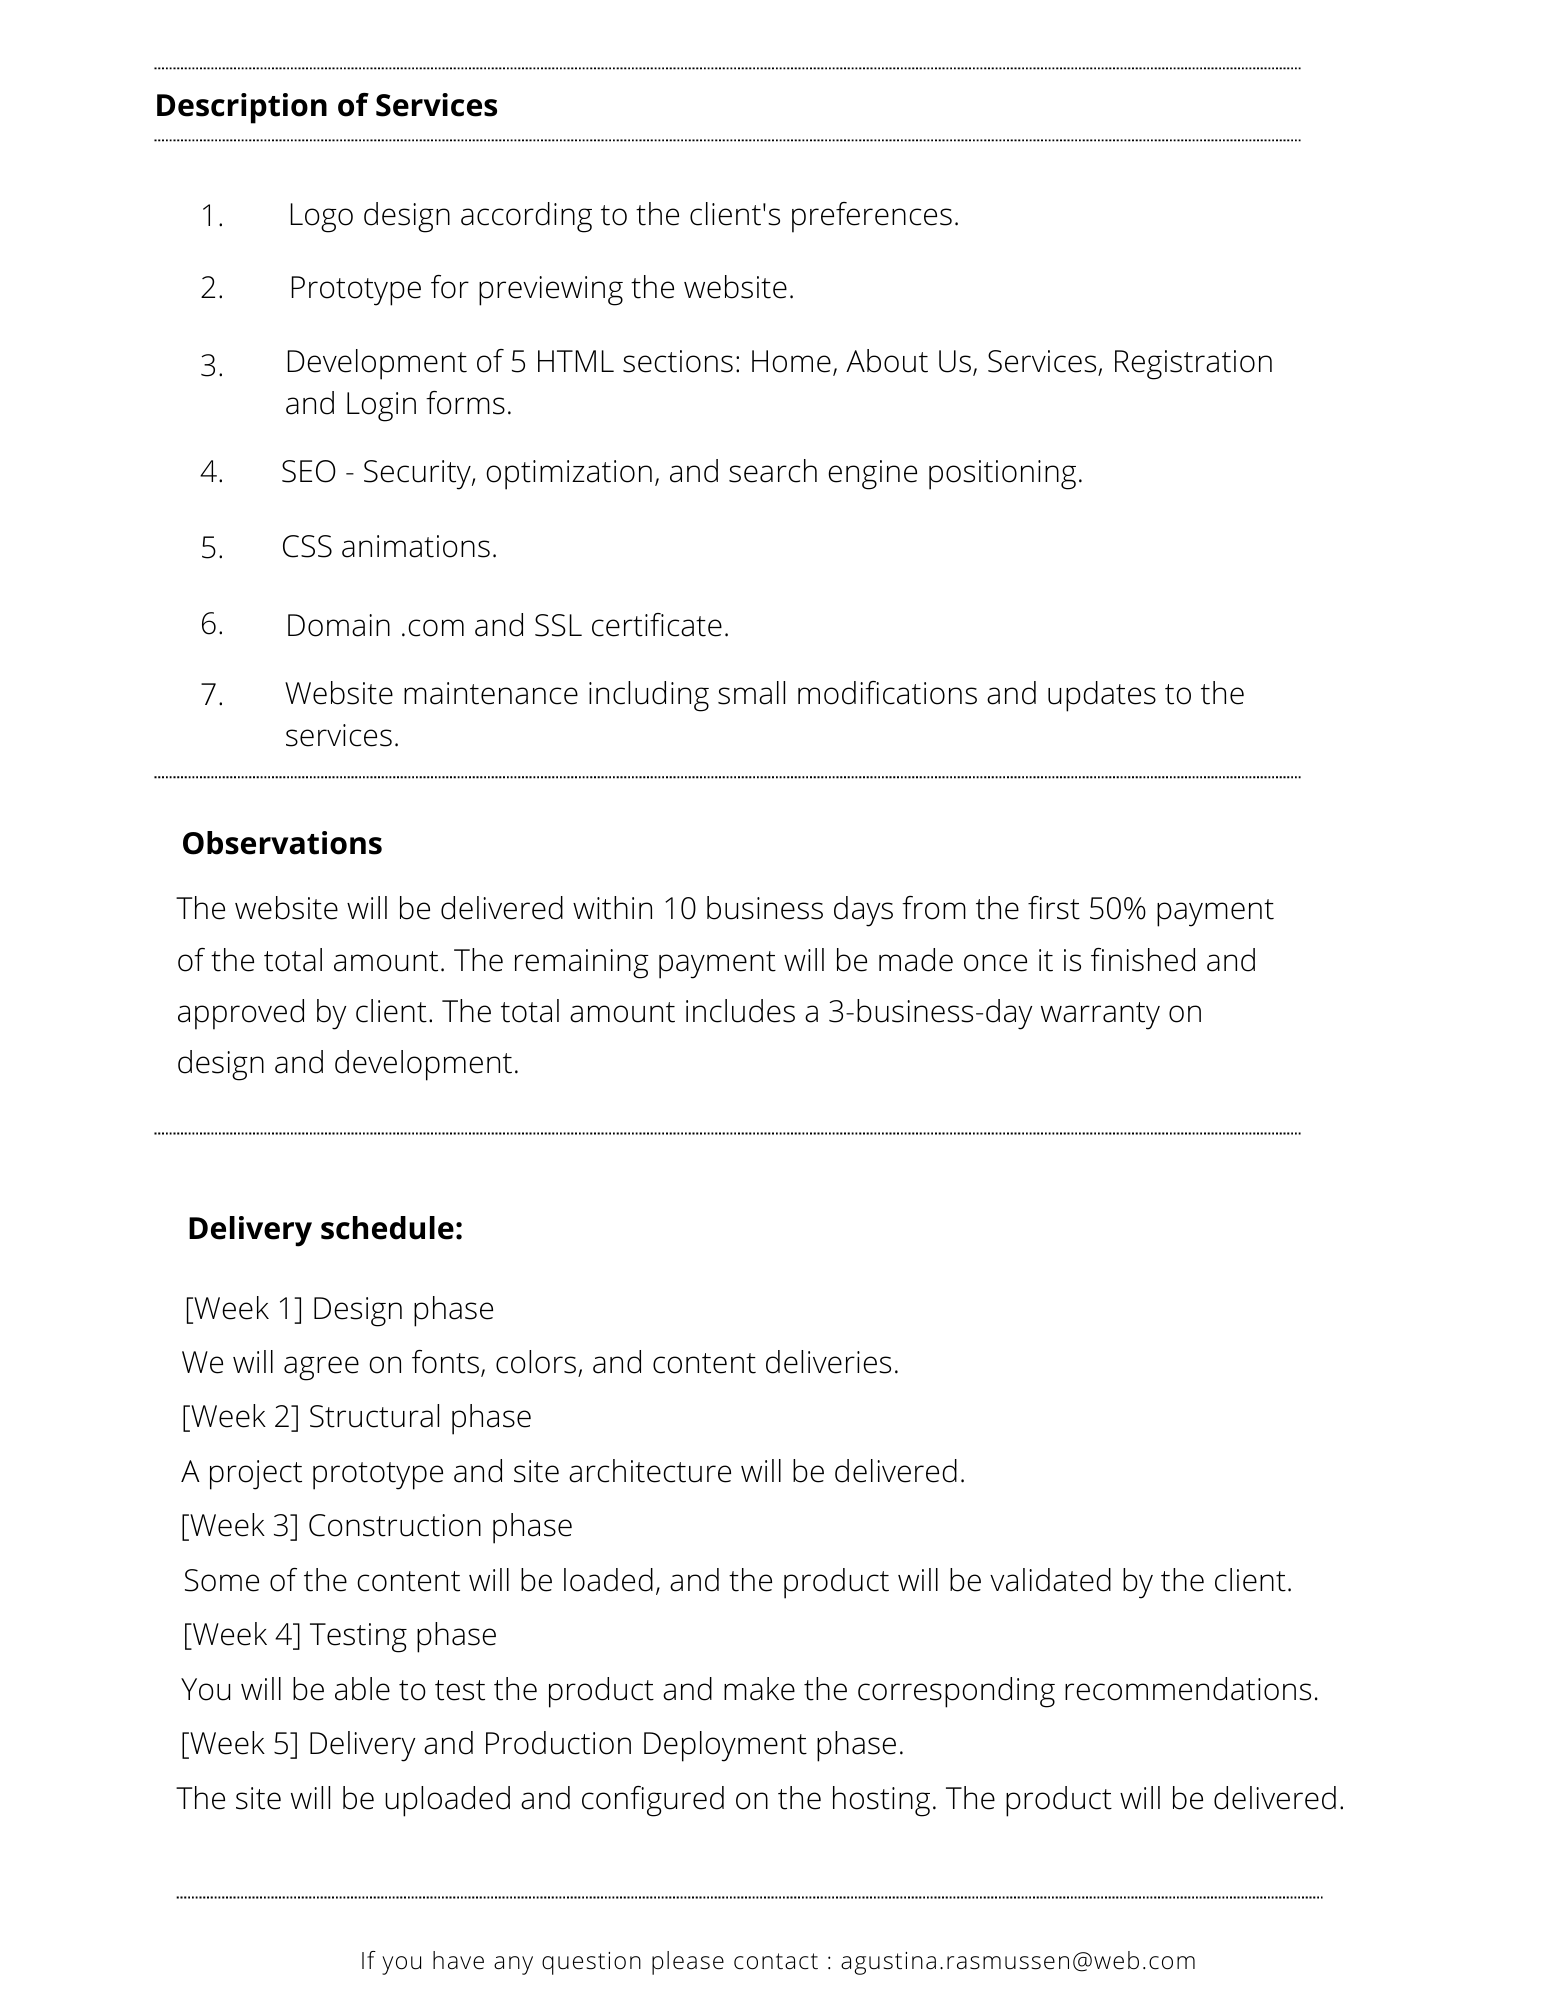 Description of Services
1. Logo design according to the client's preferences.
2. Prototype for previewing the website.
3. Development of 5 HTML sections: Home, About Us, Services, Registration
and Login forms.
4. SEO - Security, optimization, and search engine positioning.
5. CSS animations.
6. Domain .com and SSL certificate.
7. Website maintenance including small modifications and updates to the
services.
Observations
The website will be delivered within 10 business days from the first 50% payment
of the total amount. The remaining payment will be made once it is finished and
approved by client. The total amount includes a 3-business-day warranty on
design and development.
Delivery schedule:
[Week 1] Design phase
We will agree on fonts, colors, and content deliveries.
[Week 2] Structural phase
A project prototype and site architecture will be delivered.
[Week 3] Construction phase
Some of the content will be loaded, and the product will be validated by the client.
[Week 4] Testing phase
You will be able to test the product and make the corresponding recommendations.
[Week 5] Delivery and Production Deployment phase.
The site will be uploaded and configured on the hosting. The product will be delivered.
If you have any question please contact : agustina.rasmussen@web.com